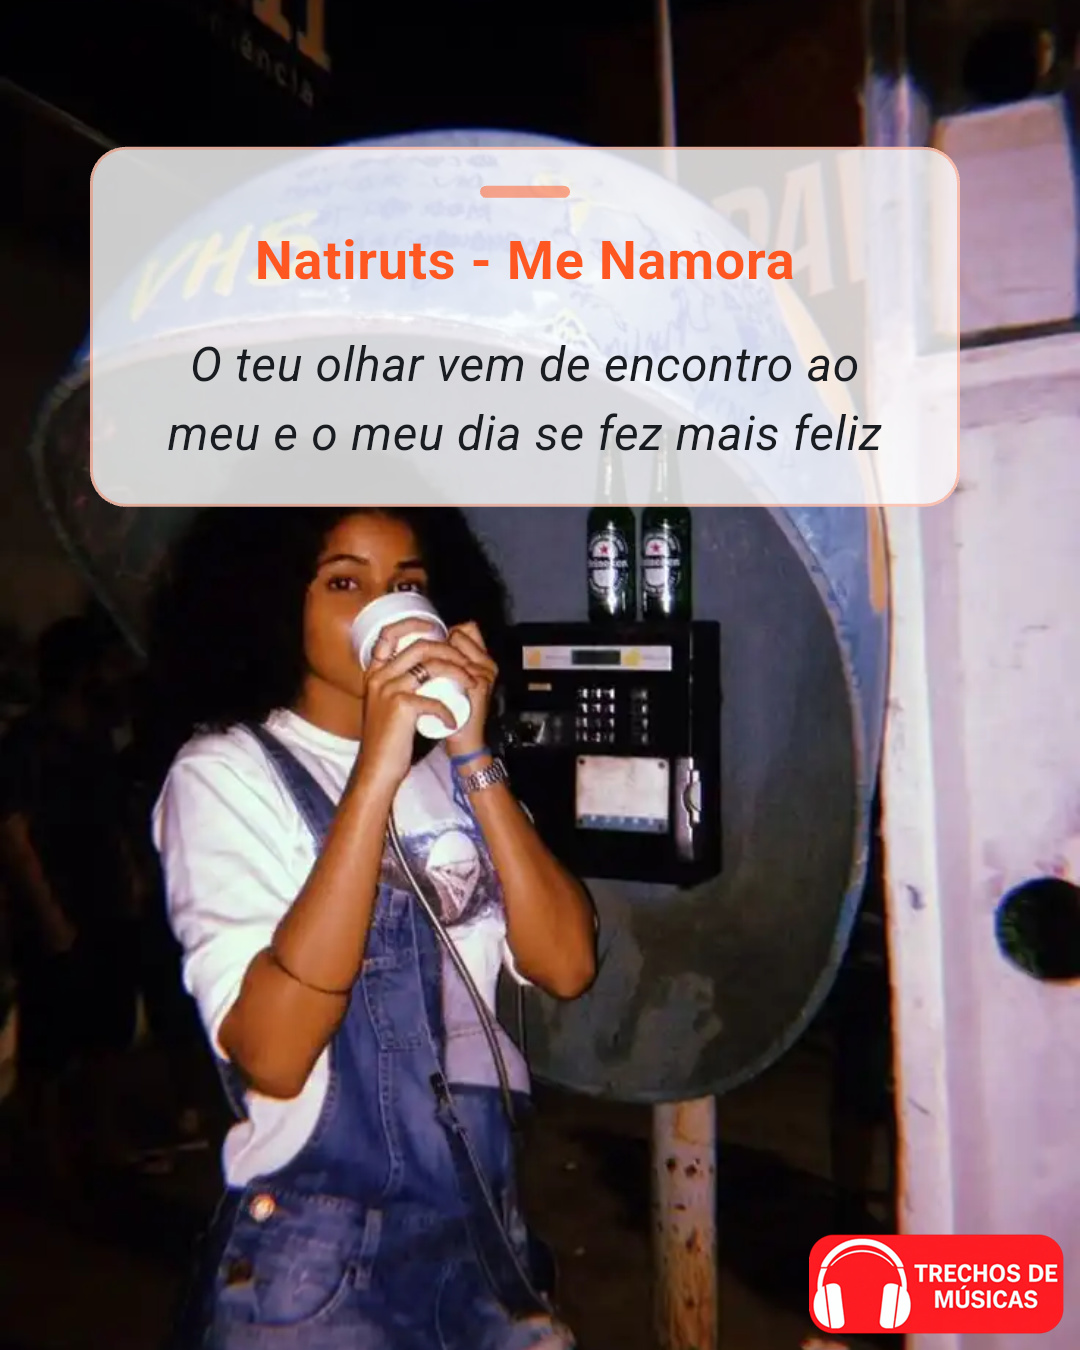 VHS
Natiruts - Me Namora
O teu olhar vem de encontro ao
meu e o meu dia se fez mais feliz
TRECHOS DE
MÚSICAS